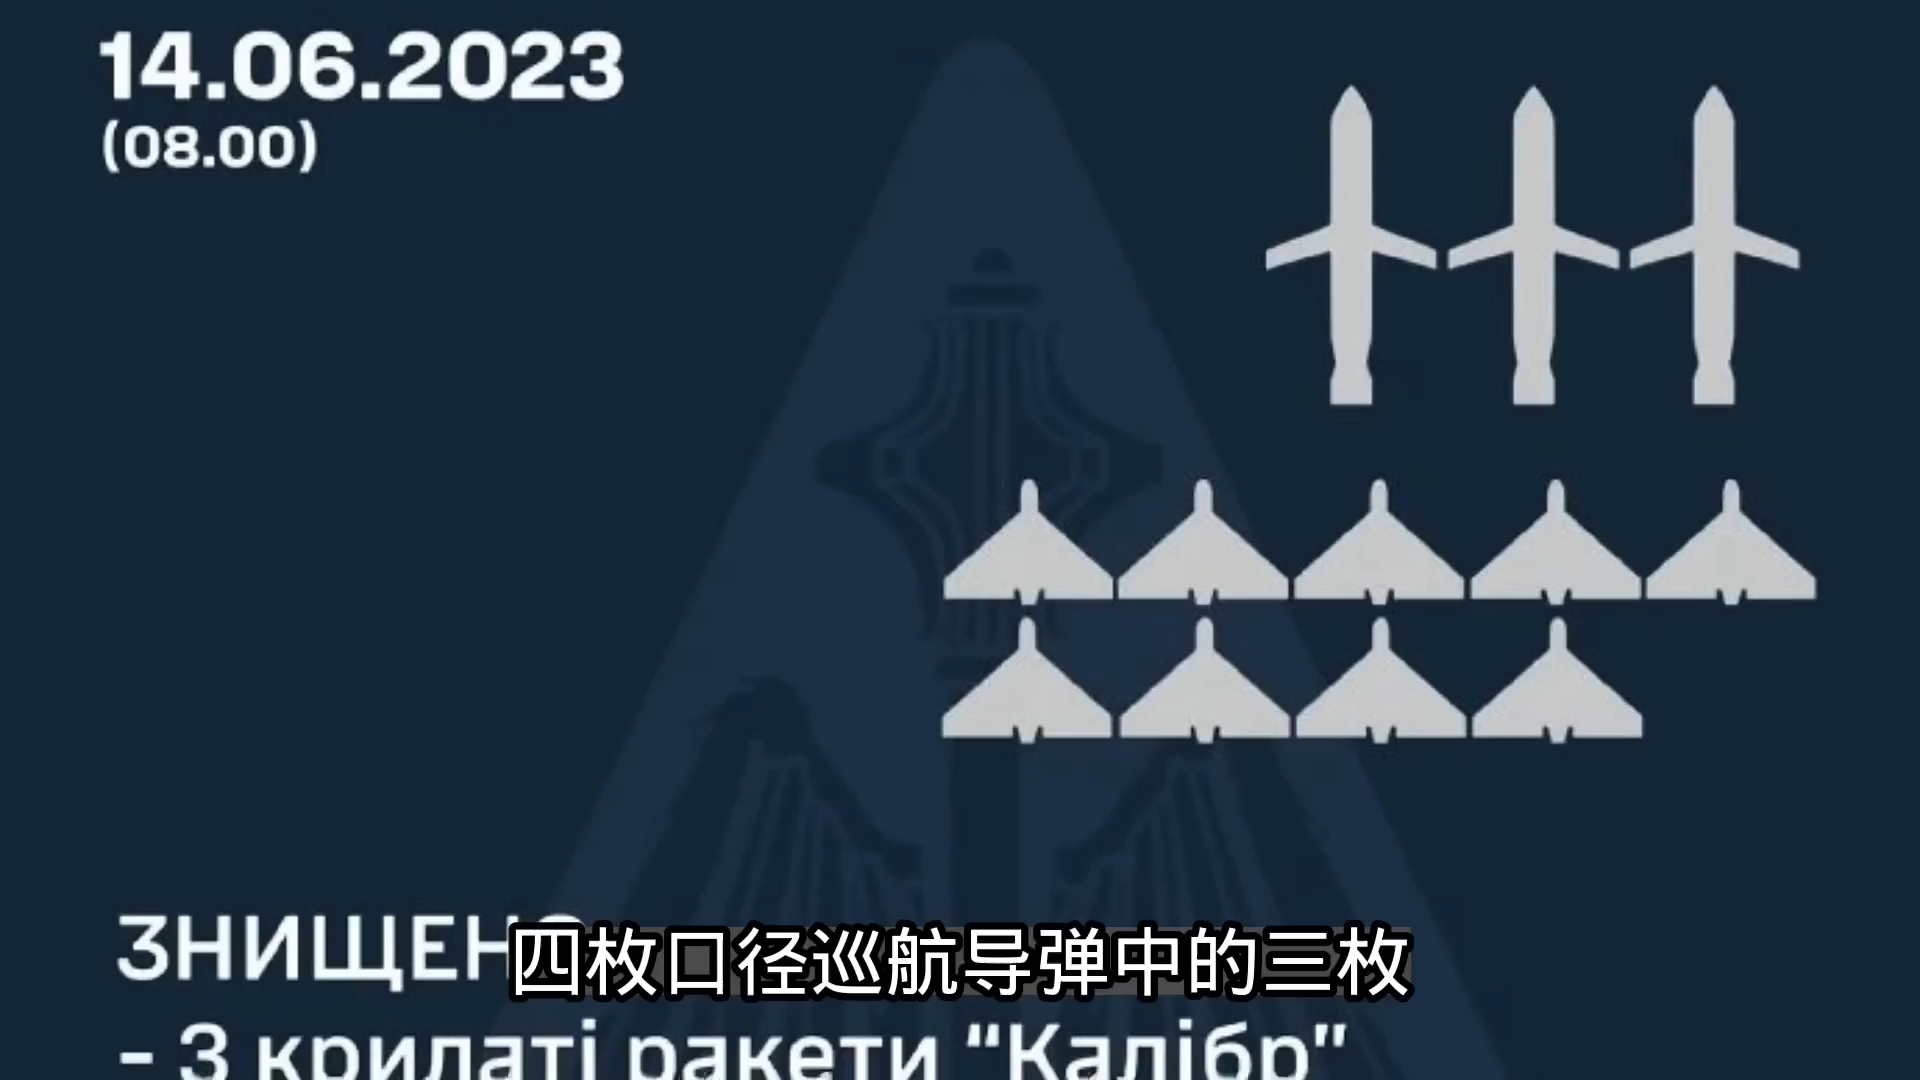 14.06.2023
(08.00)
ЗНИЩЕНО
四枚口径巡航导弹中的三枚
- 3 крилаті ракети “Калібр”